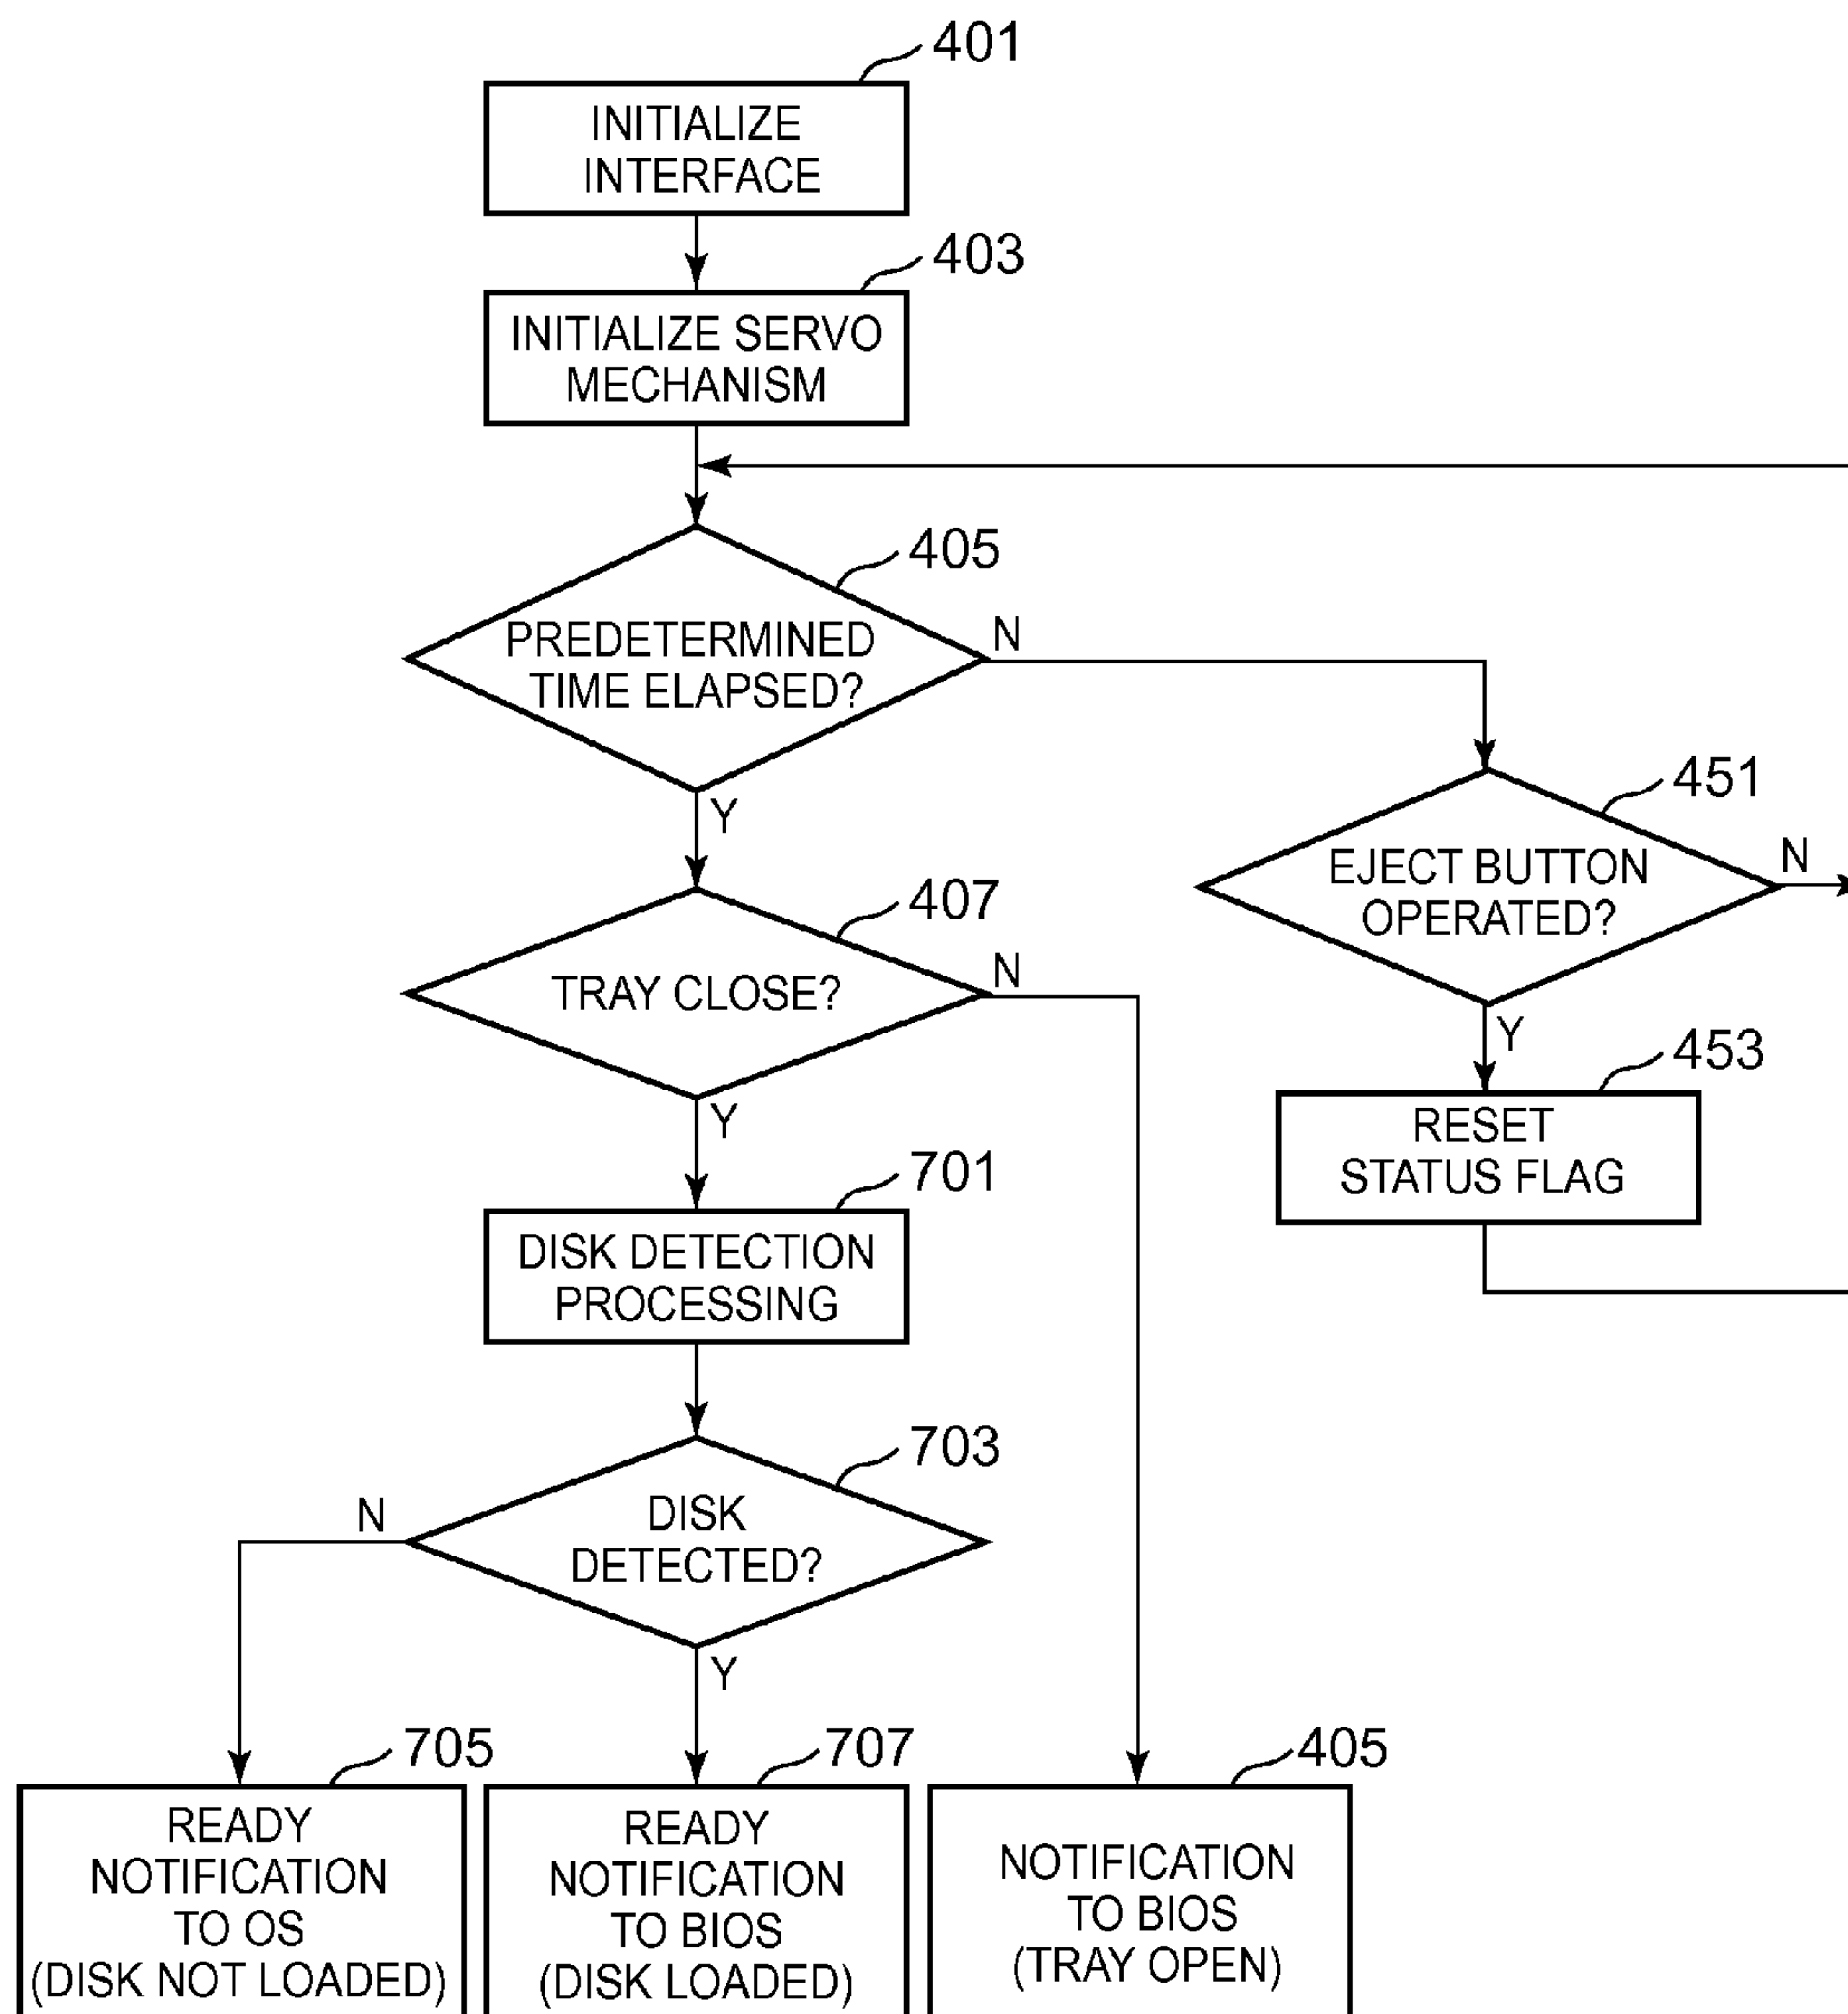 401
INITIALIZE
INTERFACE
403
INITIALIZE SERVO
MECHANISM
405
PREDETERMINED
TIME ELAPSED?
N
Y
451
EJECT BUTTON
OPERATED?
N
Y
407
TRAY CLOSE?
N
Y
453
RESET
STATUS FLAG
701
DISK DETECTION
PROCESSING
703
DISK
DETECTED?
N
Y
705
READY
NOTIFICATION
TO OS
(DISK NOT LOADED)
707
READY
NOTIFICATION
TO BIOS
(DISK LOADED)
405
NOTIFICATION
TO BIOS
(TRAY OPEN)